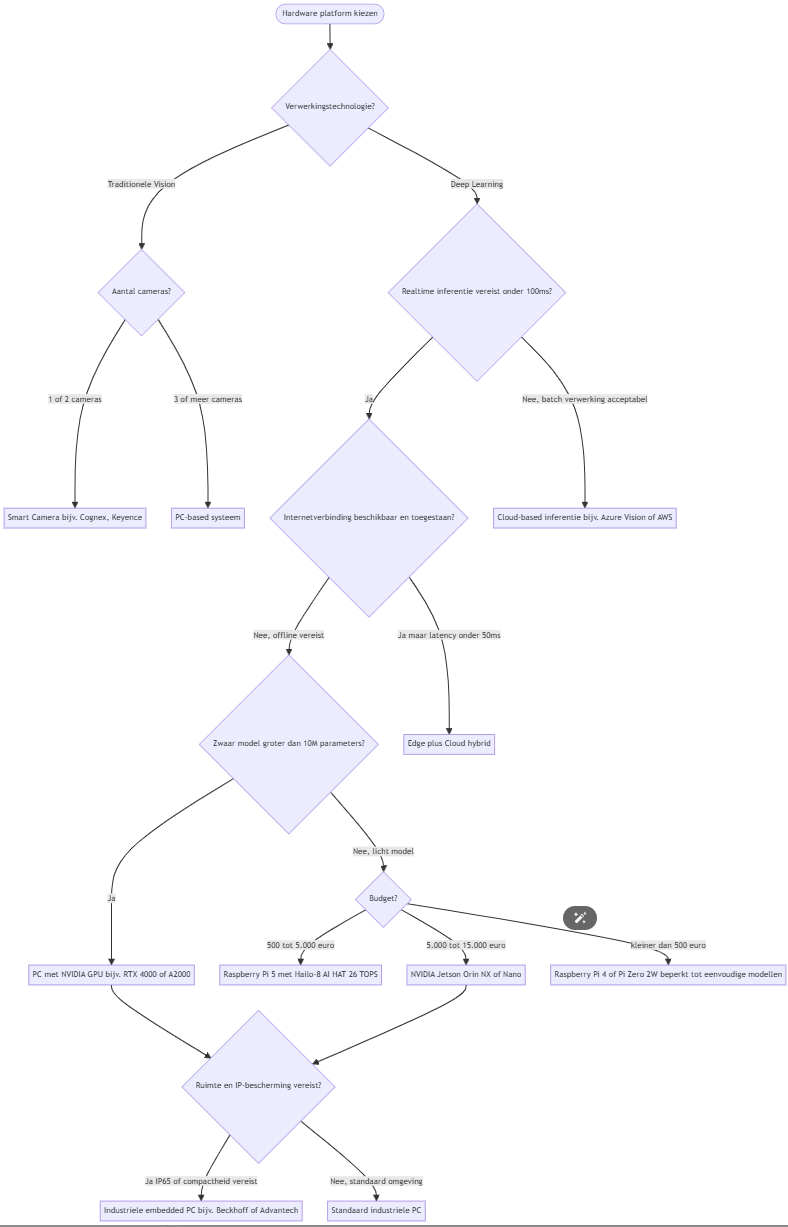 Hardware platform kiezen
Verwerkingstechnologie?
Traditionele Vision
Deep Learning
Aantal cameras?
Realtime inferentie vereist onder 100ms?
1 of 2 cameras
3 of meer cameras
Ja
Nee, batch verwerking acceptabel
Smart Camera bijv. Cognex, Keyence
PC-based systeem
Internetverbinding beschikbaar en toegestaan?
Cloud-based inferentie bijv. Azure Vision of AWS
Nee, offline vereist
Ja maar latency onder 50ms
Zwaar model groter dan 10M parameters?
Edge plus Cloud hybrid
Nee, licht model
Ja
Budget?
500 tot 5.000 euro
5.000 tot 15.000 euro
kleiner dan 500 euro
PC met NVIDIA GPU bijv. RTX 4000 of A2000
Raspberry Pi 5 met Hailo-8 AI HAT 26 TOPS
NVIDIA Jetson Orin NX of Nano
Raspberry Pi 4 of Pi Zero 2W beperkt tot eenvoudige modellen
Ruimte en IP-bescherming vereist?
Ja IP65 of compactheid vereist
Nee, standaard omgeving
Industriele embedded PC bijv. Beckhoff of Advantech
Standaard industriele PC